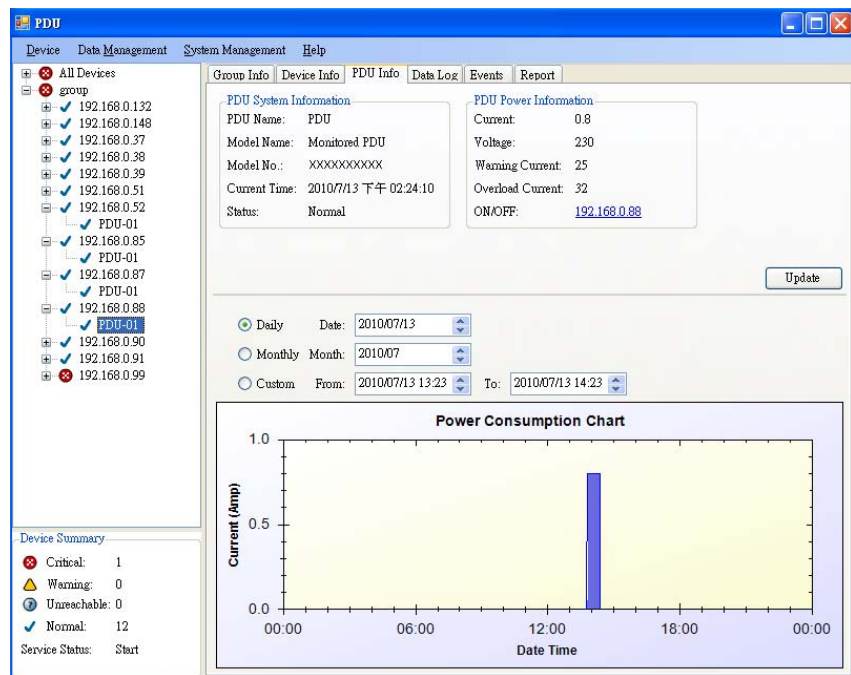 PDU
Device Data Management System Management Help
All Devices
group
192.168.0.132
192.168.0.148
192.168.0.37
192.168.0.38
192.168.0.39
192.168.0.51
192.168.0.52
PDU-01
192.168.0.85
PDU-01
192.168.0.87
PDU-01
192.168.0.88
PDU-01
192.168.0.90
192.168.0.91
192.168.0.99
Device Summary
Critical: 1
Warning: 0
Unreachable: 0
Normal: 12
Service Status: Start
Group Info Device Info PDU Info Data Log Events Report
PDU System Information
PDU Name: PDU
Model Name: Monitored PDU
Model No.: XXXXXXXXXX
Current Time: 2010/7/13 下午 02:24:10
Status: Normal
PDU Power Information
Current: 0.8
Voltage: 230
Warning Current: 25
Overload Current: 32
ON/OFF: 192.168.0.88
Update
Daily Date: 2010/07/13
Monthly Month: 2010/07
Custom From: 2010/07/13 13:23 To: 2010/07/13 14:23
Power Consumption Chart
Current (Amp)
1.0
0.5
0.0
00:00 06:00 12:00 18:00 00:00
Date Time